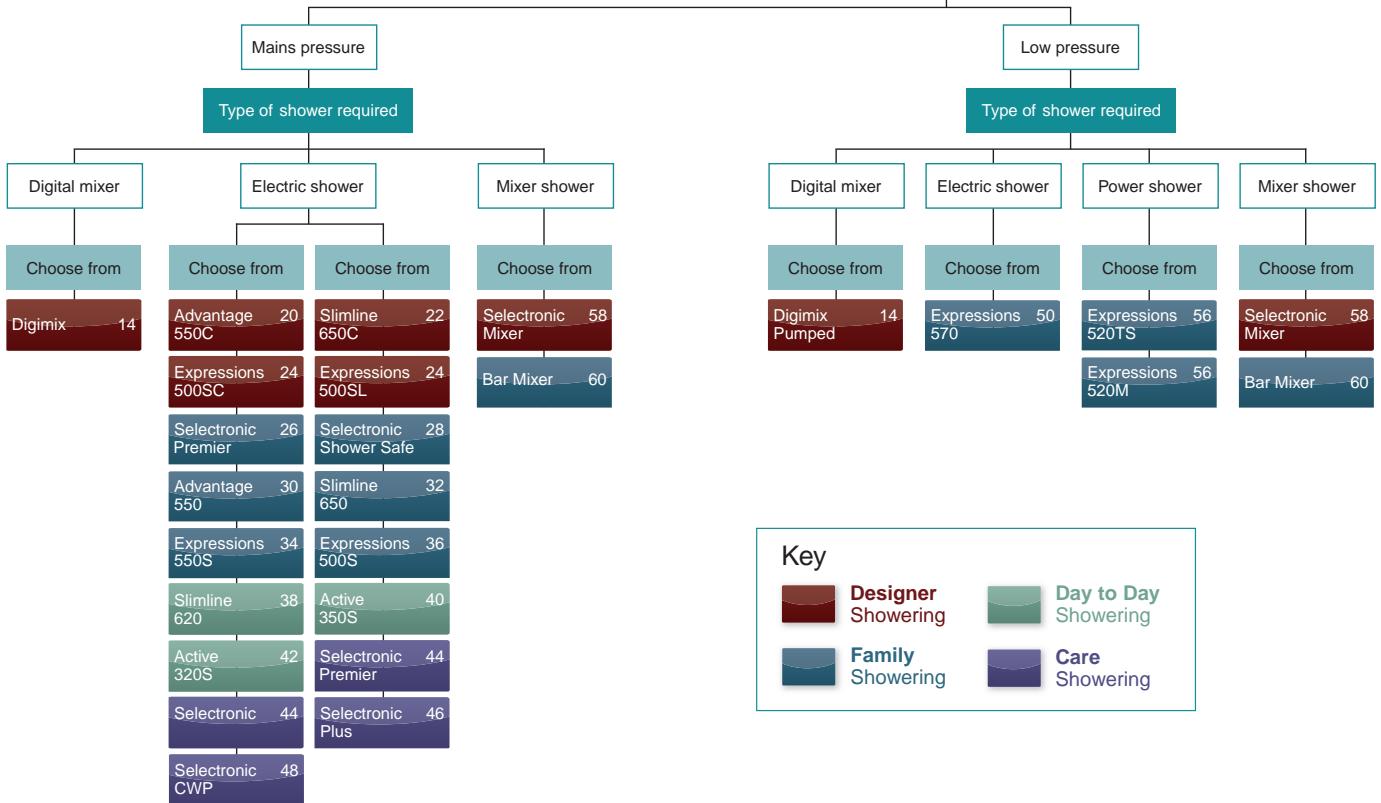 Mains pressure
Low pressure
Type of shower required
Type of shower required
Digital mixer
Electric shower
Mixer shower
Digital mixer
Electric shower
Power shower
Mixer shower
Choose from
Choose from
Choose from
Choose from
Choose from
Choose from
Choose from
Choose from
Digimix 14
Advantage 20
550C
Slimline 22
650C
Selectronic 58
Mixer
Digimix 14
Pumped
Expressions 50
570
Expressions 56
520TS
Selectronic 58
Mixer
Expressions 24
500SC
Expressions 24
500SL
Bar Mixer 60
Expressions 56
520M
Bar Mixer 60
Selectronic 26
Premier
Selectronic 28
Shower Safe
Advantage 30
550
Slimline 32
650
Expressions 34
550S
Expressions 36
500S
Slimline 38
620
Active 40
350S
Active 42
320S
Selectronic 44
Premier
Selectronic 44
Selectronic 46
Plus
Selectronic 48
CWP
Key
Designer
Showering
Day to Day
Showering
Family
Showering
Care
Showering